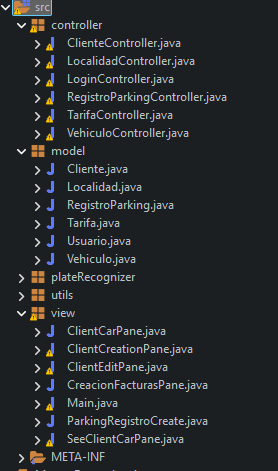 src
controller
ClienteController.java
LocalidadController.java
LoginController.java
RegistroParkingController.java
TarifaController.java
VehiculoController.java
model
Cliente.java
Localidad.java
RegistroParking.java
Tarifa.java
Usuario.java
Vehiculo.java
plateRecognizer
utils
view
ClientCarPane.java
ClientCreationPane.java
ClientEditPane.java
CreacionFacturasPane.java
Main.java
ParkingRegistroCreate.java
SeeClientCarPane.java
META-INF